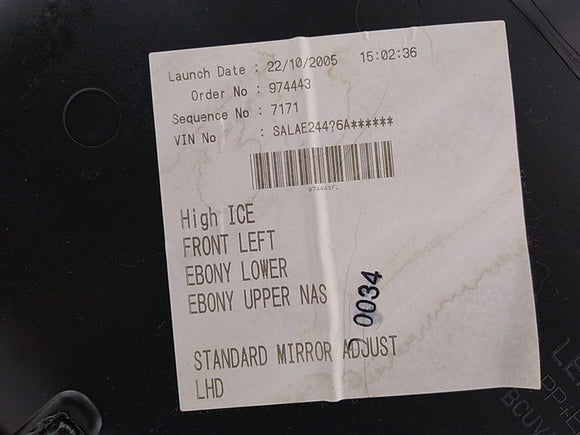 Launch Date : 22/10/2005 15:02:36
Order No : 974443
Sequence No : 7171
VIN No : SALAE244?6A******
974443FL
High ICE
FRONT LEFT
EBONY LOWER
EBONY UPPER NAS
0034
STANDARD MIRROR ADJUST
LHD